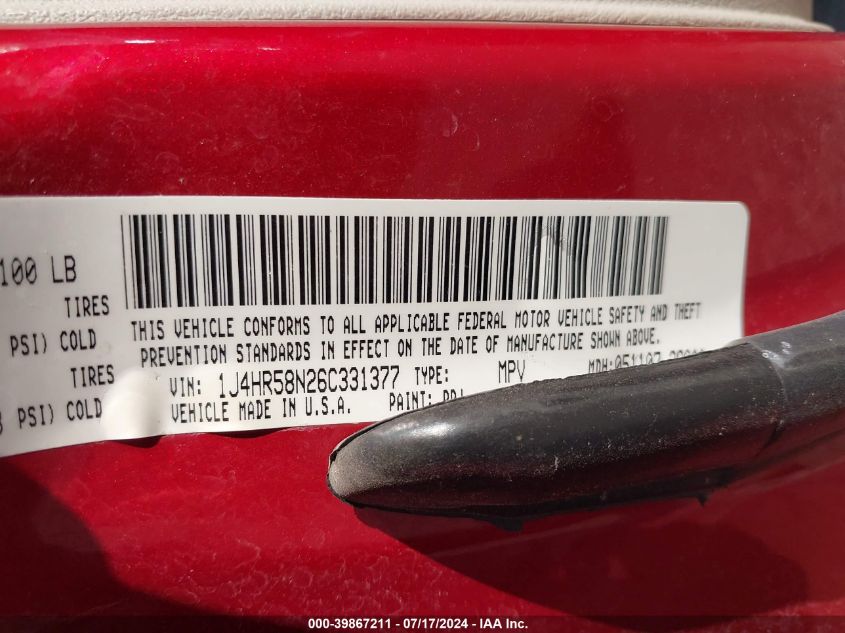 100 LB
TIRES
PSI) COLD
TIRES
PSI) COLD
THIS VEHICLE CONFORMS TO ALL APPLICABLE FEDERAL MOTOR VEHICLE SAFETY AND THEFT
PREVENTION STANDARDS IN EFFECT ON THE DATE OF MANUFACTURE SHOWN ABOVE.
VIN: 1J4HR58N26C331377 TYPE: MPV MDH:051107
VEHICLE MADE IN U.S.A. PAINT:
000-39867211 - 07/17/2024 - IAA Inc.